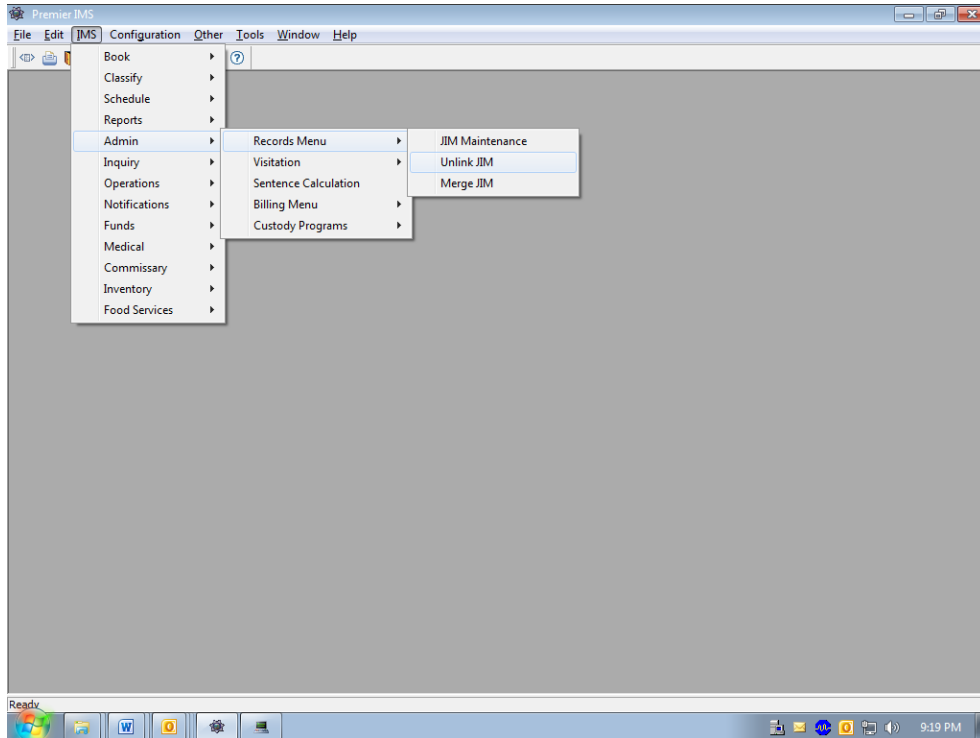 Premier IMS
File Edit IMS Configuration Other Tools Window Help
Book
Classify
Schedule
Reports
Admin
Inquiry
Operations
Notifications
Funds
Medical
Commissary
Inventory
Food Services
Records Menu
Visitation
Sentence Calculation
Billing Menu
Custody Programs
JIM Maintenance
Unlink JIM
Merge JIM
Ready
9:19 PM